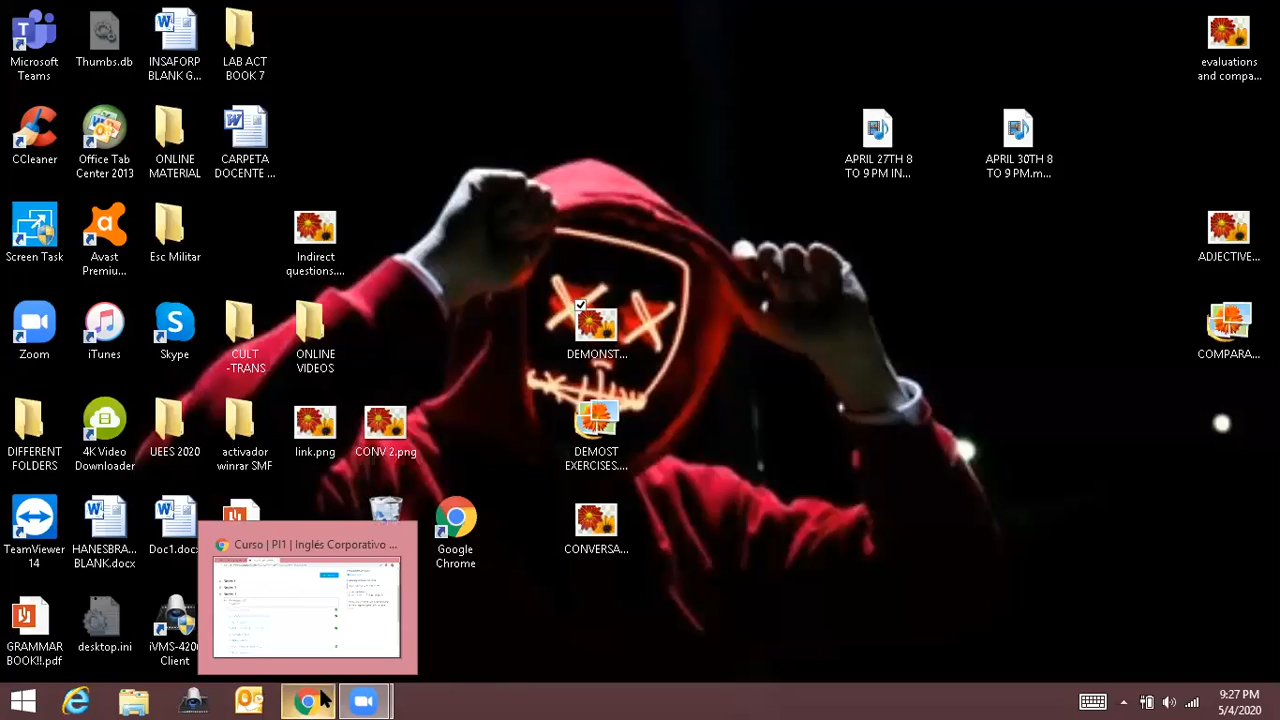 Microsoft
Teams
Thumbs.db
INSAFORP
BLANK G...
LAB ACT
BOOK 7
evaluations
and compa...
CCleaner
Office Tab
Center 2013
ONLINE
MATERIAL
CARPETA
DOCENTE ...
APRIL 27TH 8
TO 9 PM IN...
APRIL 30TH 8
TO 9 PM.m...
Screen Task
Avast
Premiu...
Esc Militar
Indirect
questions....
ADJECTIVE...
Zoom
iTunes
Skype
CULT
-TRANS
ONLINE
VIDEOS
DEMONST...
COMPARA...
DIFFERENT
FOLDERS
4K Video
Downloader
UEES 2020
activador
winrar SMF
link.png
CONV 2.png
DEMOST
EXERCISES....
TeamViewer
14
HANESBRA...
Doc1.docx
Google
Chrome
CONVERSA...
Curso | PI1 | Inglés Corporativo ...
GRAMMAR
BOOK!!.pdf
desktop.ini
iVMS-4200
Client
9:27 PM
5/4/2020